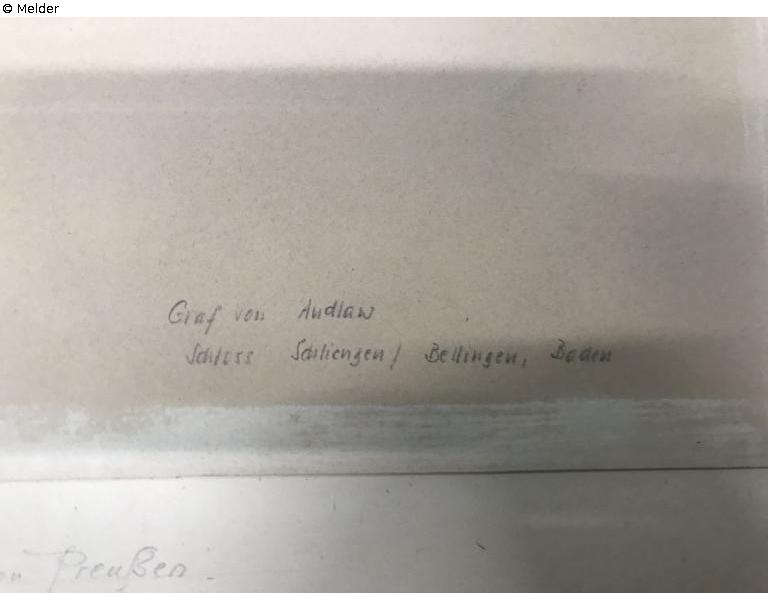 © Melder
Graf von Andlaw
Schloss Schliengen/ Bellingen, Baden
Preußen